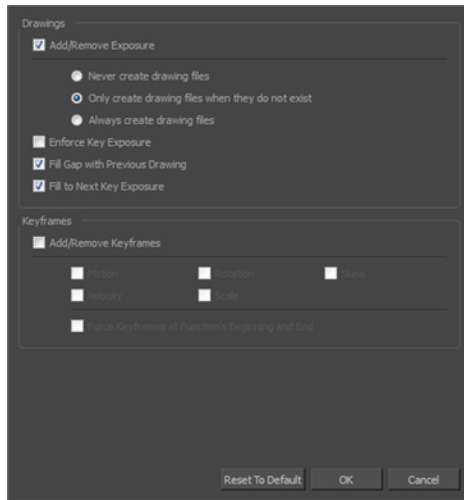 Drawings
Add/Remove Exposure
Never create drawing files
Only create drawing files when they do not exist
Always create drawing files
Enforce Key Exposure
Fill Gap with Previous Drawing
Fill to Next Key Exposure
Keyframes
Add/Remove Keyframes
Motion Rotation Skew
Velocity Scale
Force Keyframes at Function's Beginning and End
Reset To Default OK Cancel